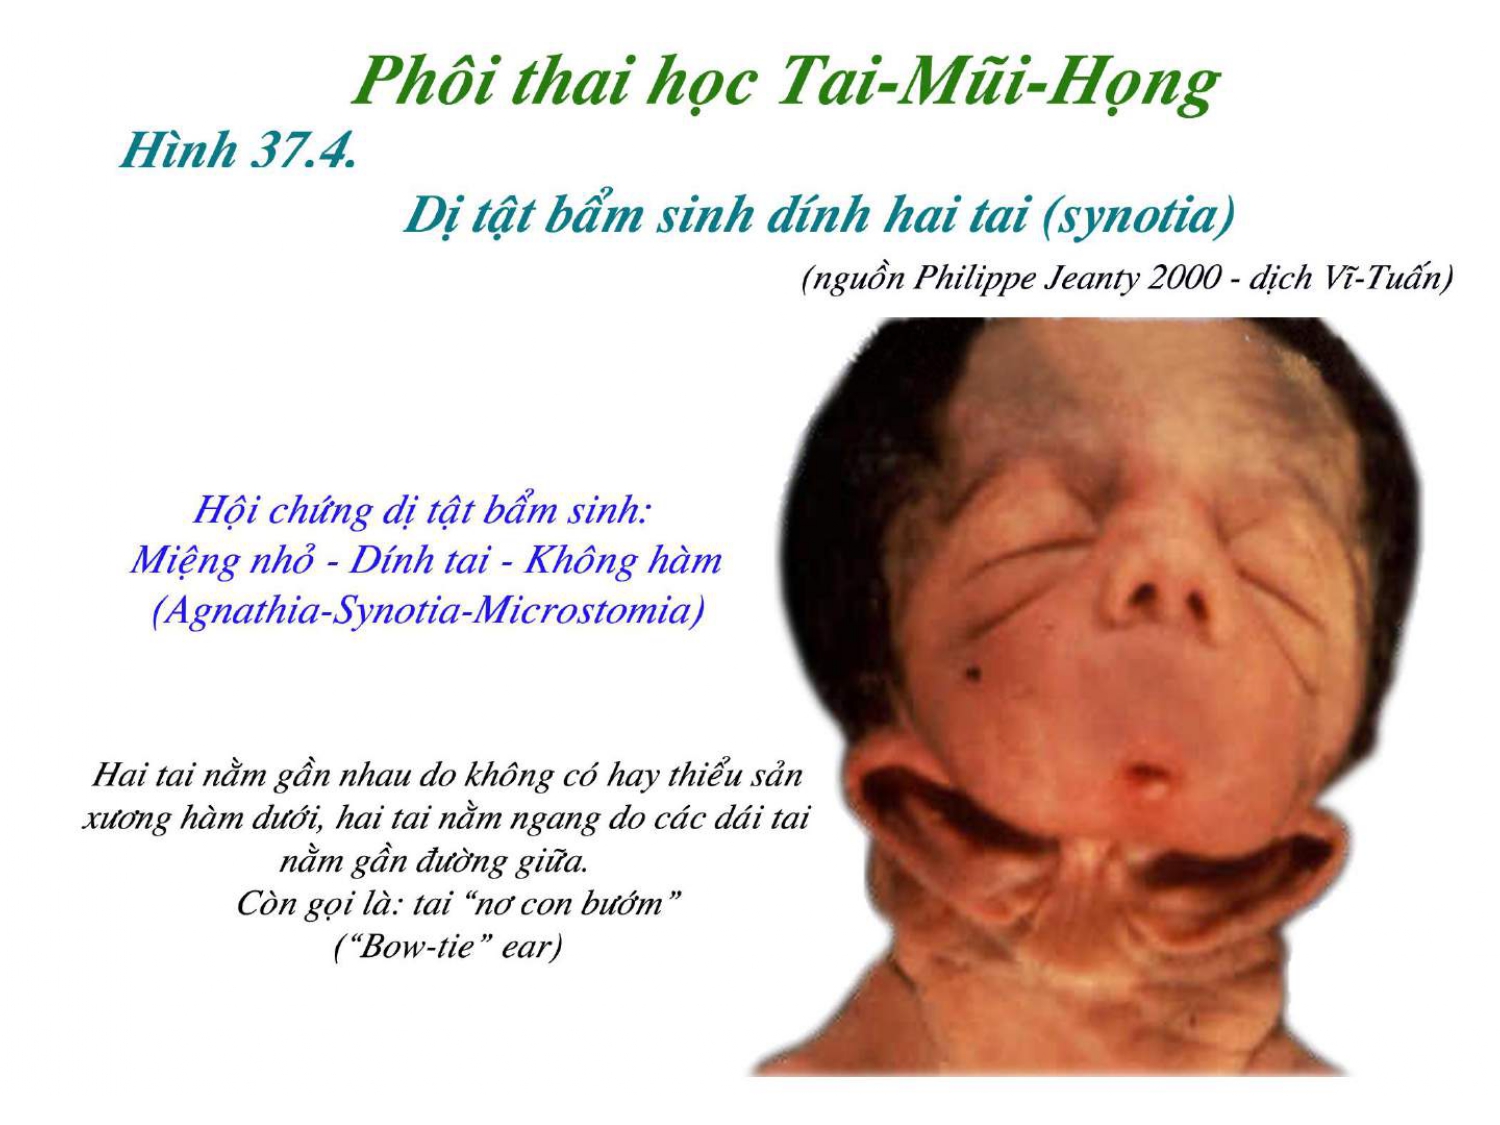 Phôi thai học Tai-Mũi-Họng
Hình 37.4.
Dị tật bẩm sinh dính hai tai (synotia)
(nguồn Philippe Jeanty 2000 - dịch Vĩ-Tuấn)
Hội chứng dị tật bẩm sinh:
Miệng nhỏ - Dính tai - Không hàm
(Agnathia-Synotia-Microstomia)
Hai tai nằm gần nhau do không có hay thiểu sản
xương hàm dưới, hai tai nằm ngang do các dái tai
nằm gần đường giữa.
Còn gọi là: tai “nơ con bướm”
(“Bow-tie” ear)